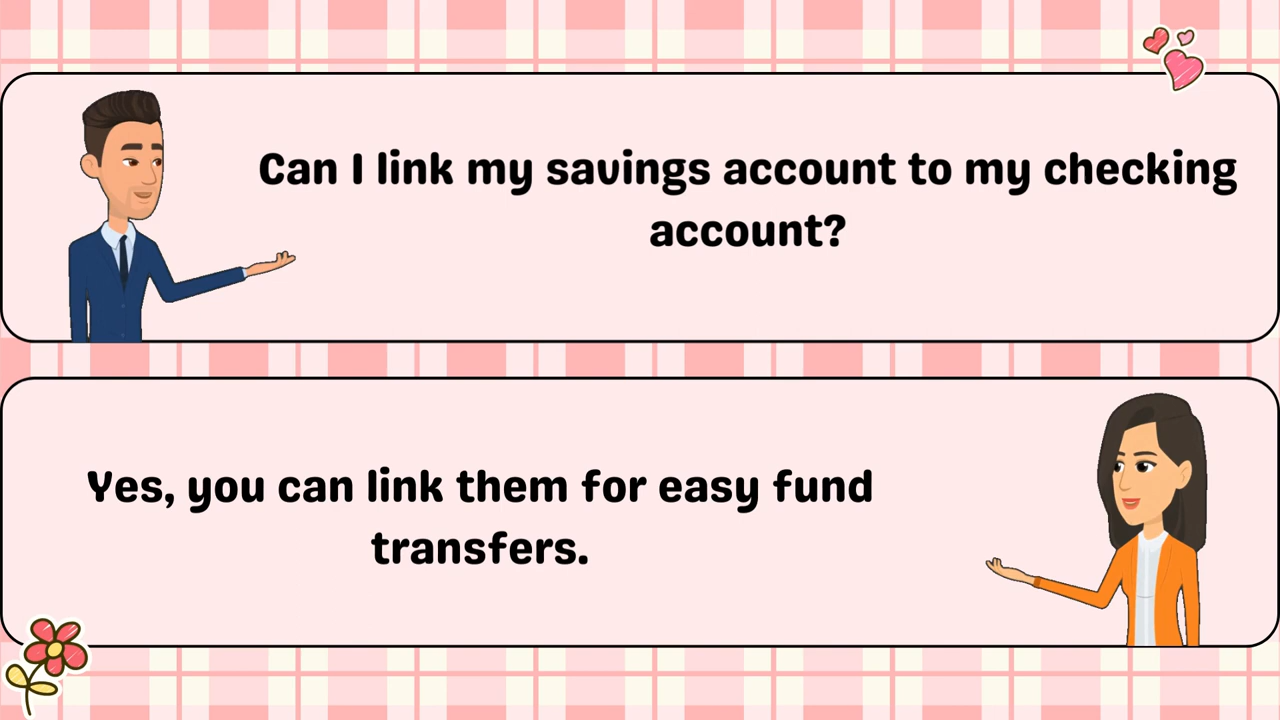 Can I link my savings account to my checking
account?
Yes, you can link them for easy fund
transfers.